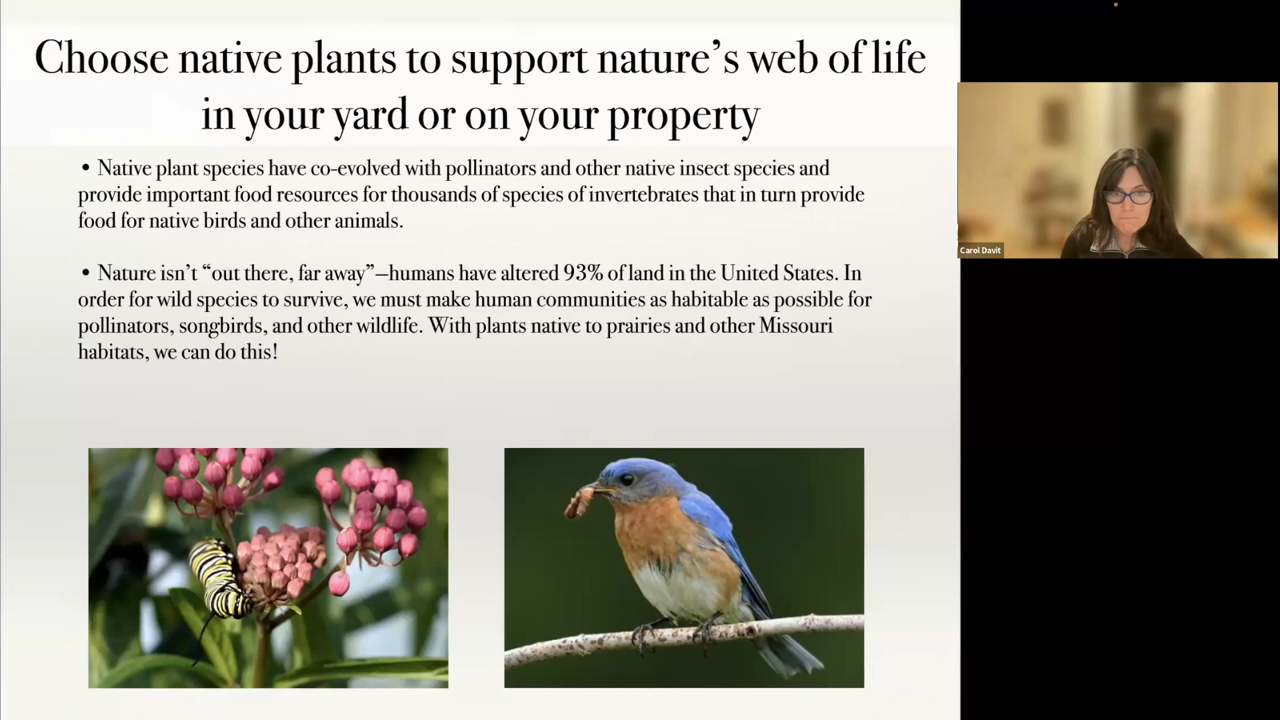 Choose native plants to support nature's web of life
in your yard or on your property
• Native plant species have co-evolved with pollinators and other native insect species and
provide important food resources for thousands of species of invertebrates that in turn provide
food for native birds and other animals.
• Nature isn't “out there, far away”—humans have altered 93% of land in the United States. In
order for wild species to survive, we must make human communities as habitable as possible for
pollinators, songbirds, and other wildlife. With plants native to prairies and other Missouri
habitats, we can do this!
Carol Davit